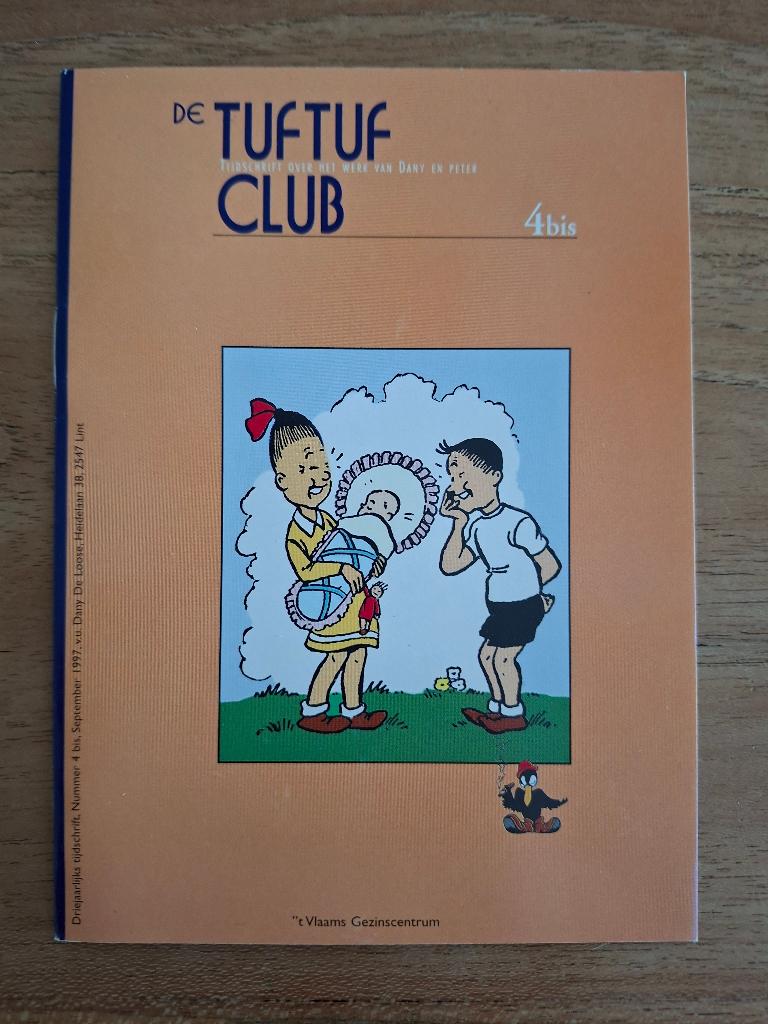 DE TUFTUF
TIJDSCHRIFT OVER HET WERK VAN DANY EN PETER
CLUB
4bis
Driejaarlijks tijdschrift, Nummer 4 bis, September 1997, v.u. Dany De Loose, Heidelaan 38, 2547 Lint
"t Vlaams Gezinscentrum